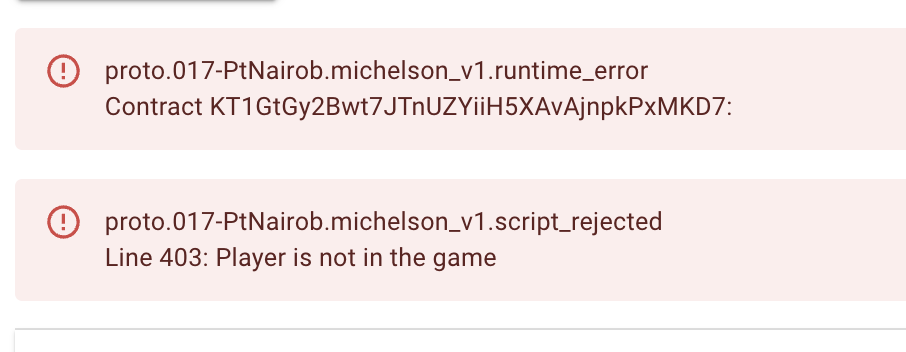 proto.017-PtNairob.michelson_v1.runtime_error
Contract KT1GtGy2Bwt7JTnUZYiiH5XAvAjnpkPxMKD7:
proto.017-PtNairob.michelson_v1.script_rejected
Line 403: Player is not in the game